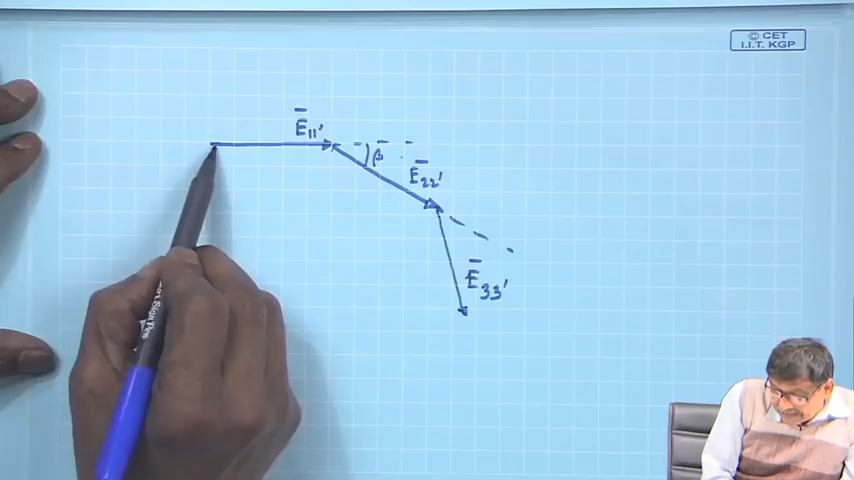 © CET
I.I.T. KGP
E̅₁₁'
β
E̅₂₂'
E̅₃₃'